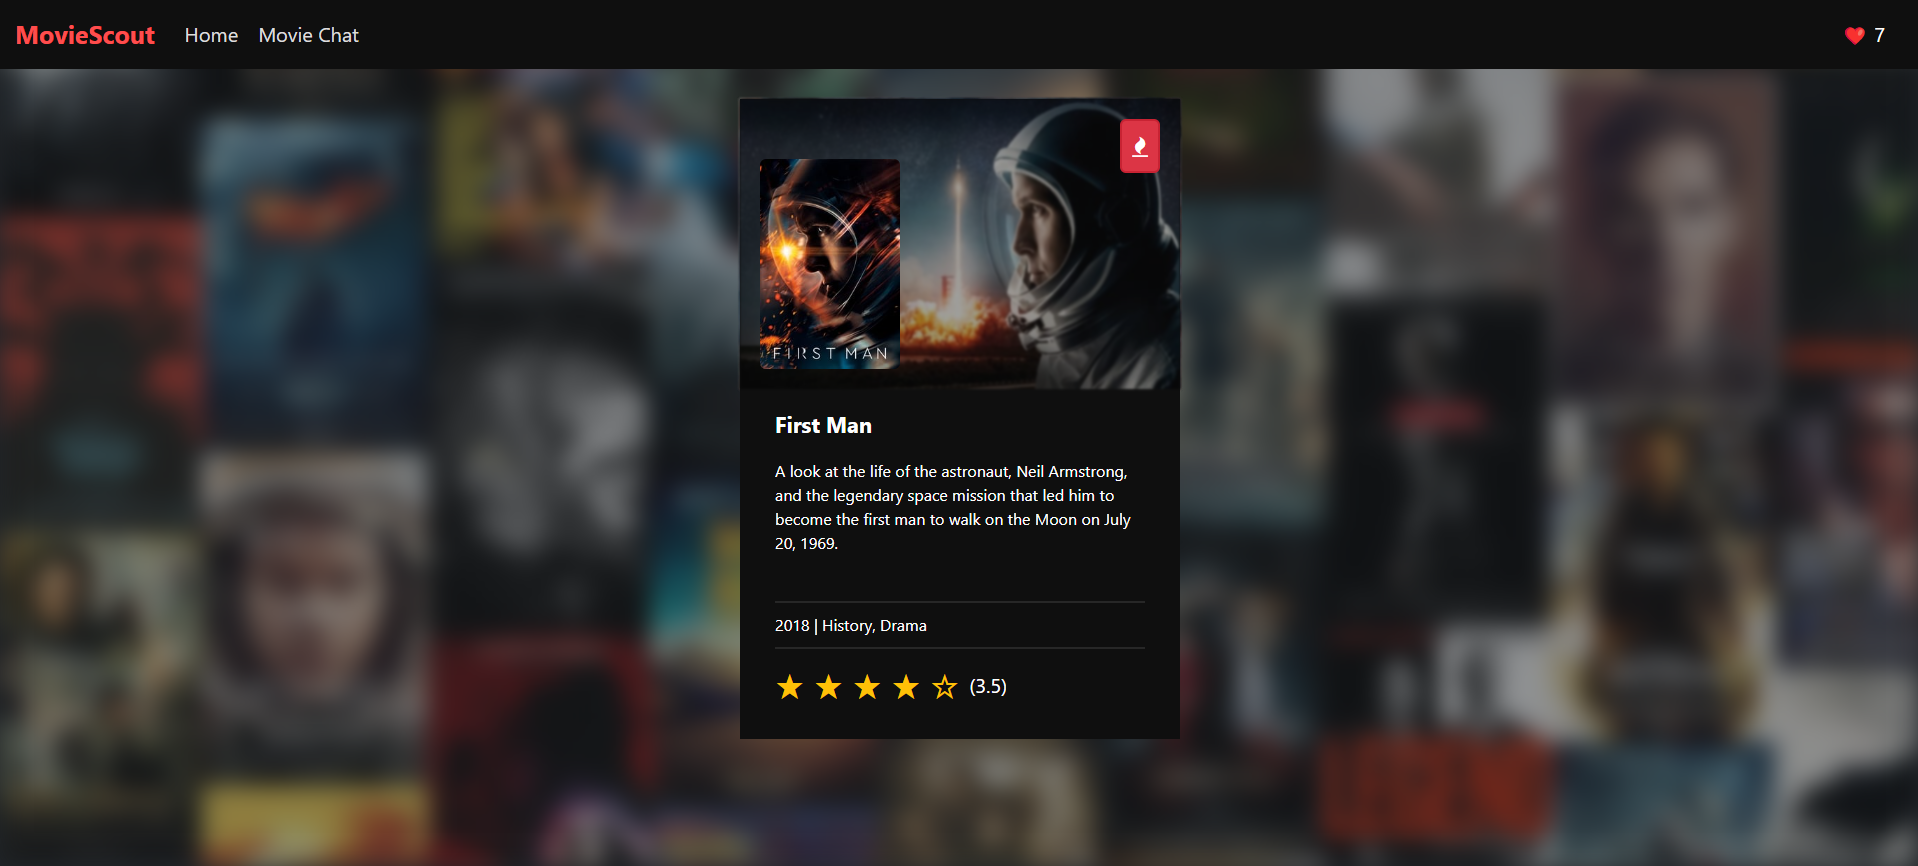 MovieScout Home Movie Chat 7
FIRST MAN
First Man
A look at the life of the astronaut, Neil Armstrong,
and the legendary space mission that led him to
become the first man to walk on the Moon on July
20, 1969.
2018 | History, Drama
(3.5)